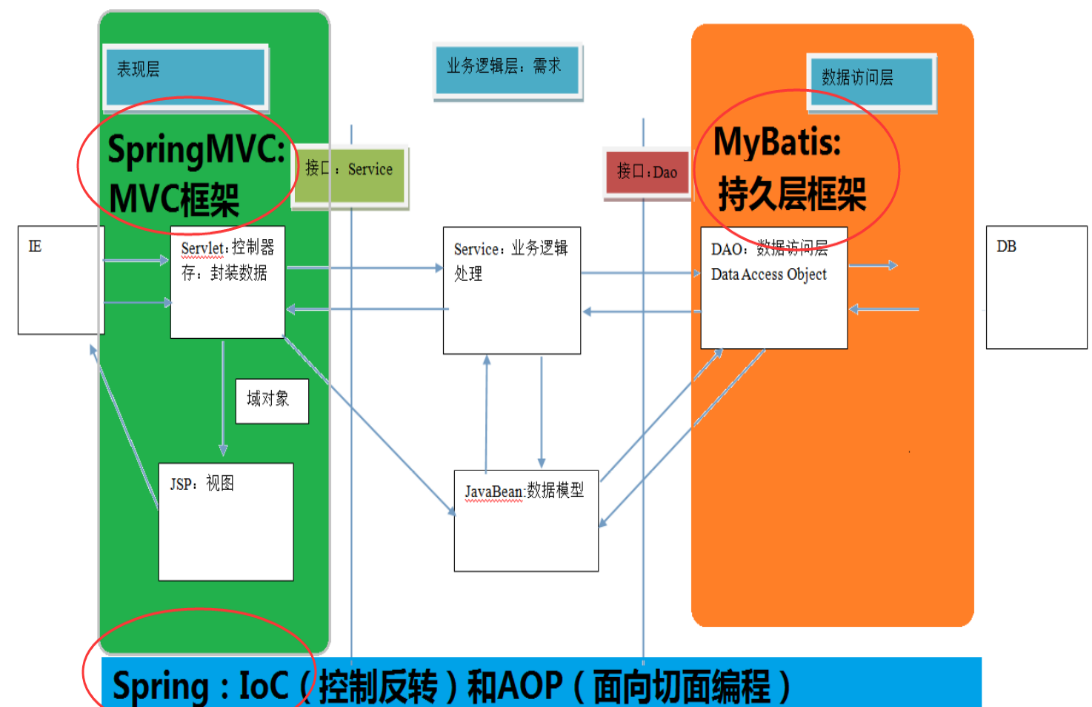 表现层
业务逻辑层：需求
数据访问层
SpringMVC:
MVC框架
接口：Service
接口:Dao
MyBatis:
持久层框架
IE
Servlet:控制器
存：封装数据
Service：业务逻辑
处理
DAO：数据访问层
Data Access Object
DB
域对象
JSP：视图
JavaBean:数据模型
Spring：IoC（控制反转）和AOP（面向切面编程）